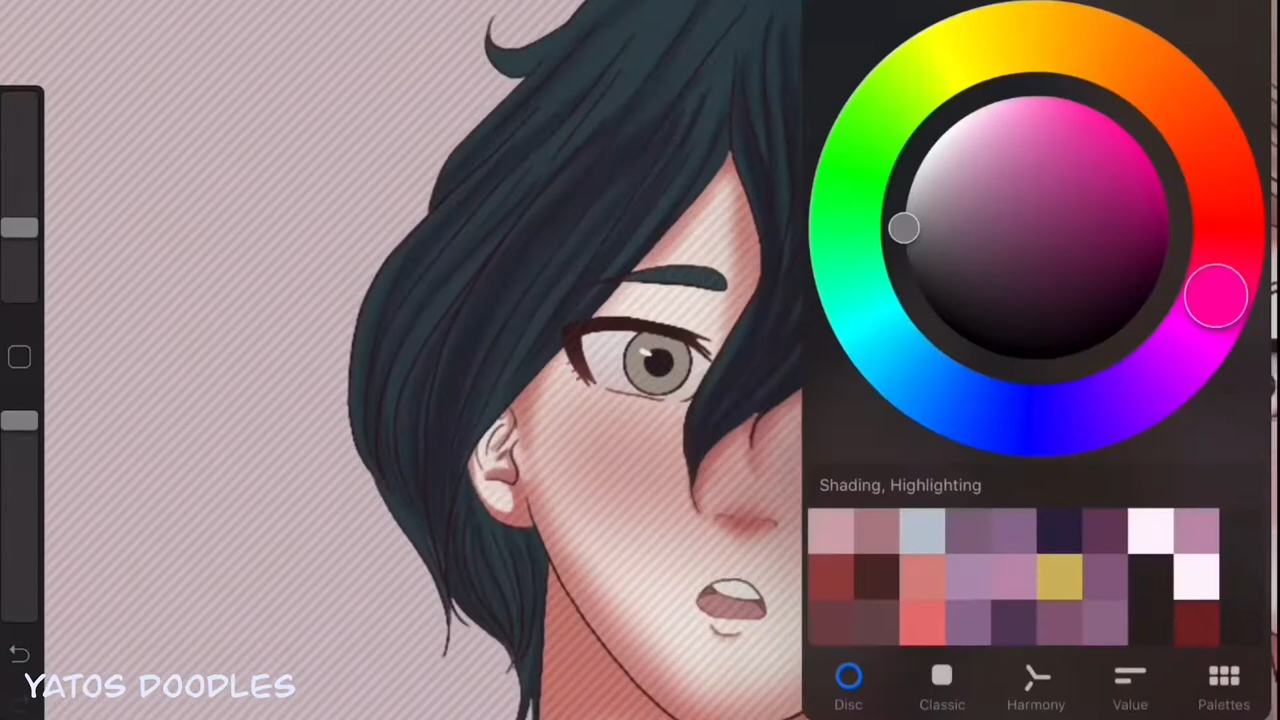 Shading, Highlighting
Disc
Classic
Harmony
Value
Palettes
YATOS DOODLES